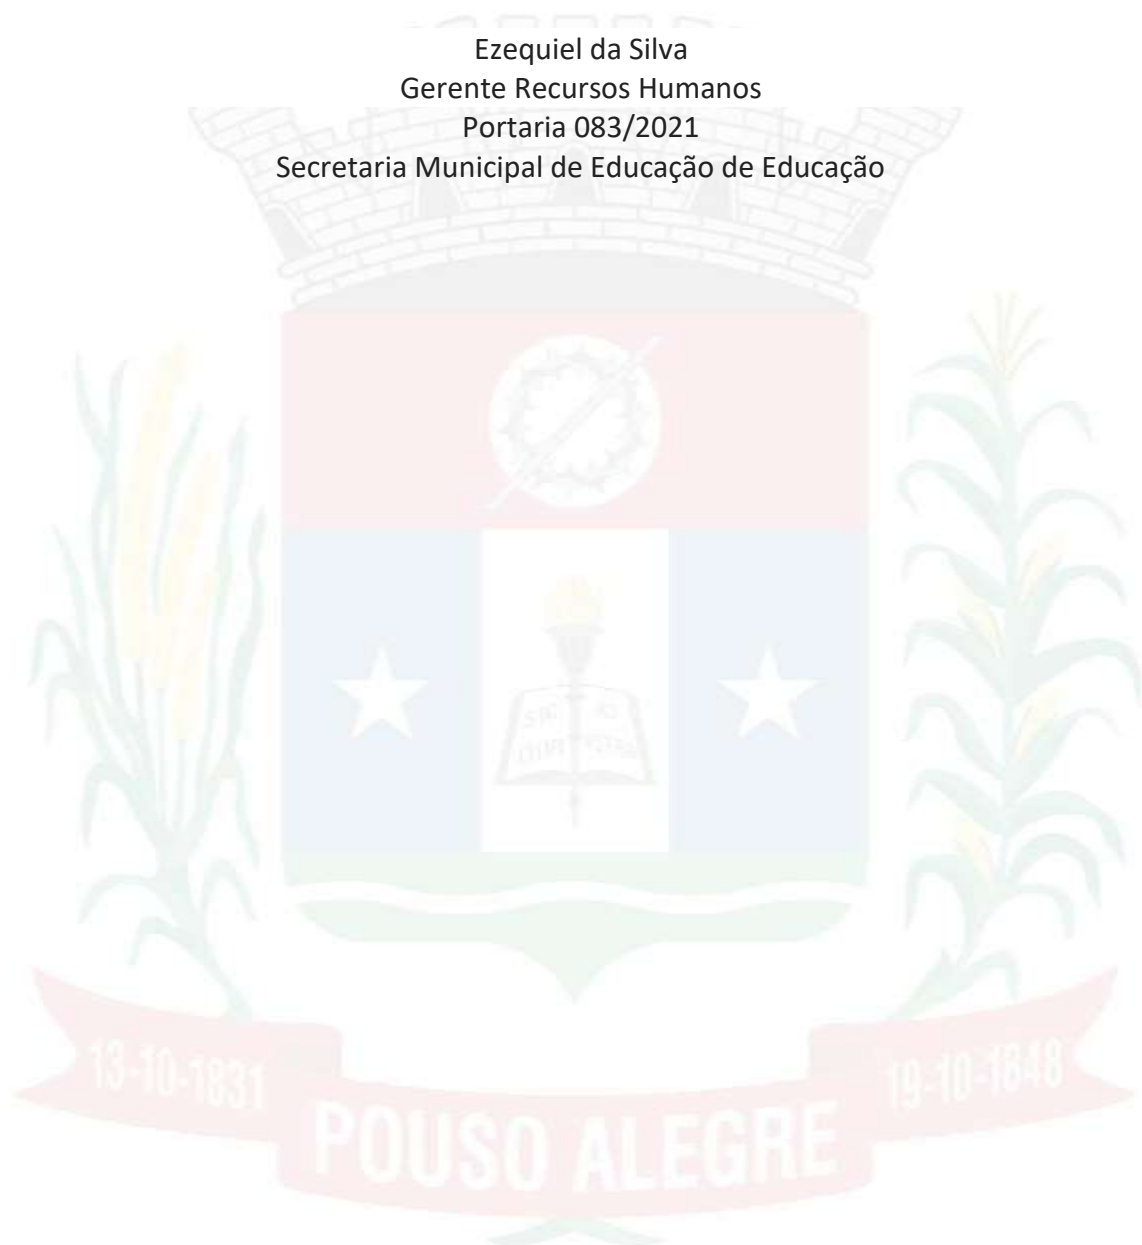 Ezequiel da Silva
Gerente Recursos Humanos
Portaria 083/2021
Secretaria Municipal de Educação de Educação
13-10-1831
19-10-1848
POUSO ALEGRE